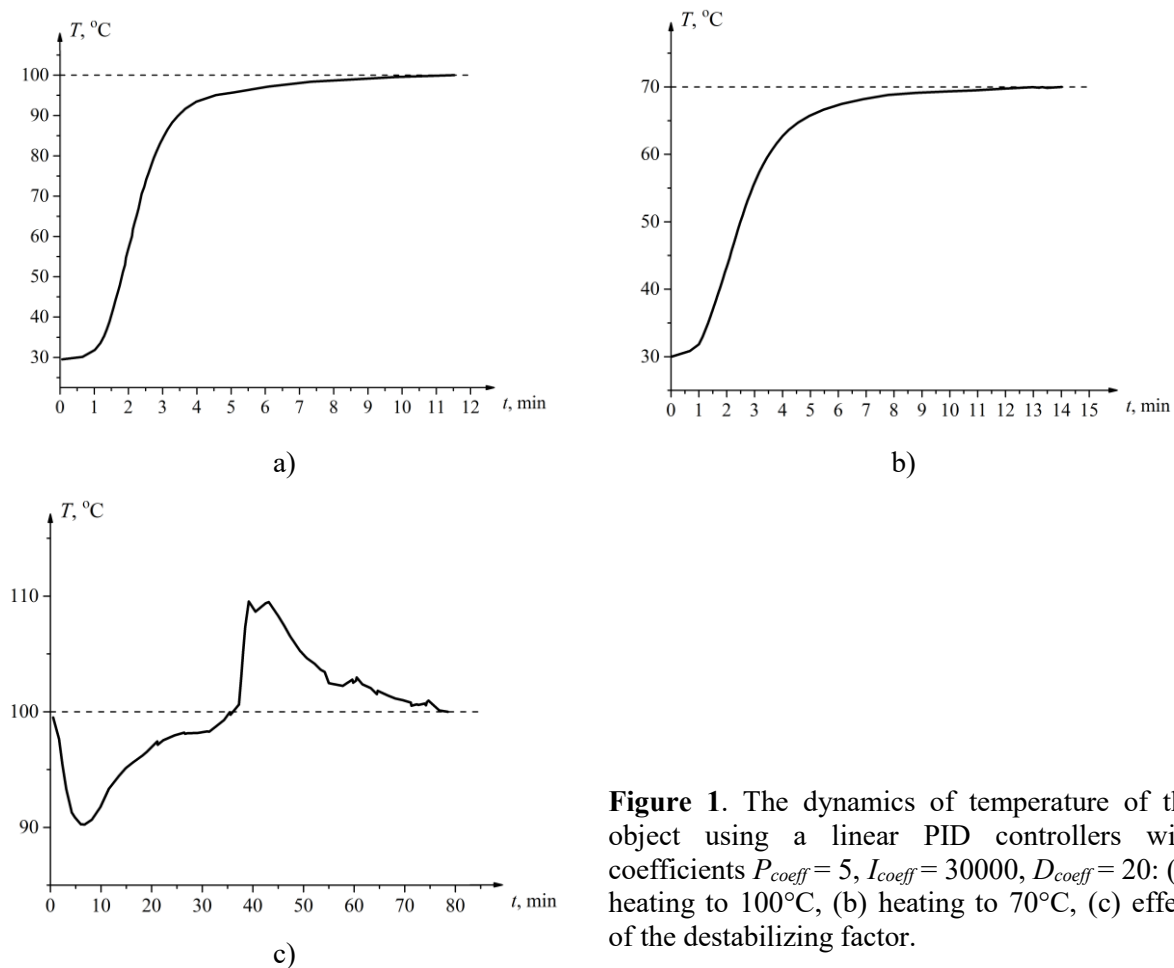 T, °C
100
90
80
70
60
50
40
30
0 1 2 3 4 5 6 7 8 9 10 11 12
t, min
a)
T, °C
70
60
50
40
30
0 1 2 3 4 5 6 7 8 9 10 11 12 13 14 15
t, min
b)
T, °C
110
100
90
0 10 20 30 40 50 60 70 80
t, min
c)
Figure 1. The dynamics of temperature of th
object using a linear PID controllers wi
coefficients Pcoeff = 5, Icoeff = 30000, Dcoeff = 20: (
heating to 100°C, (b) heating to 70°C, (c) effe
of the destabilizing factor.